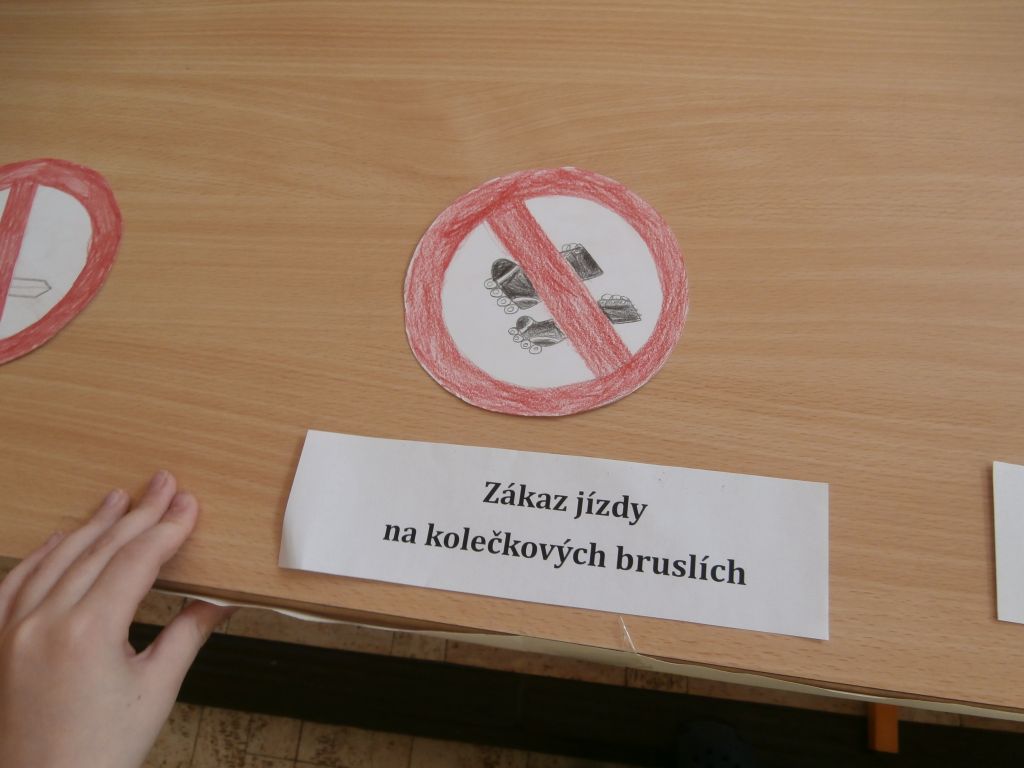 Zákaz jízdy
na kolečkových bruslích